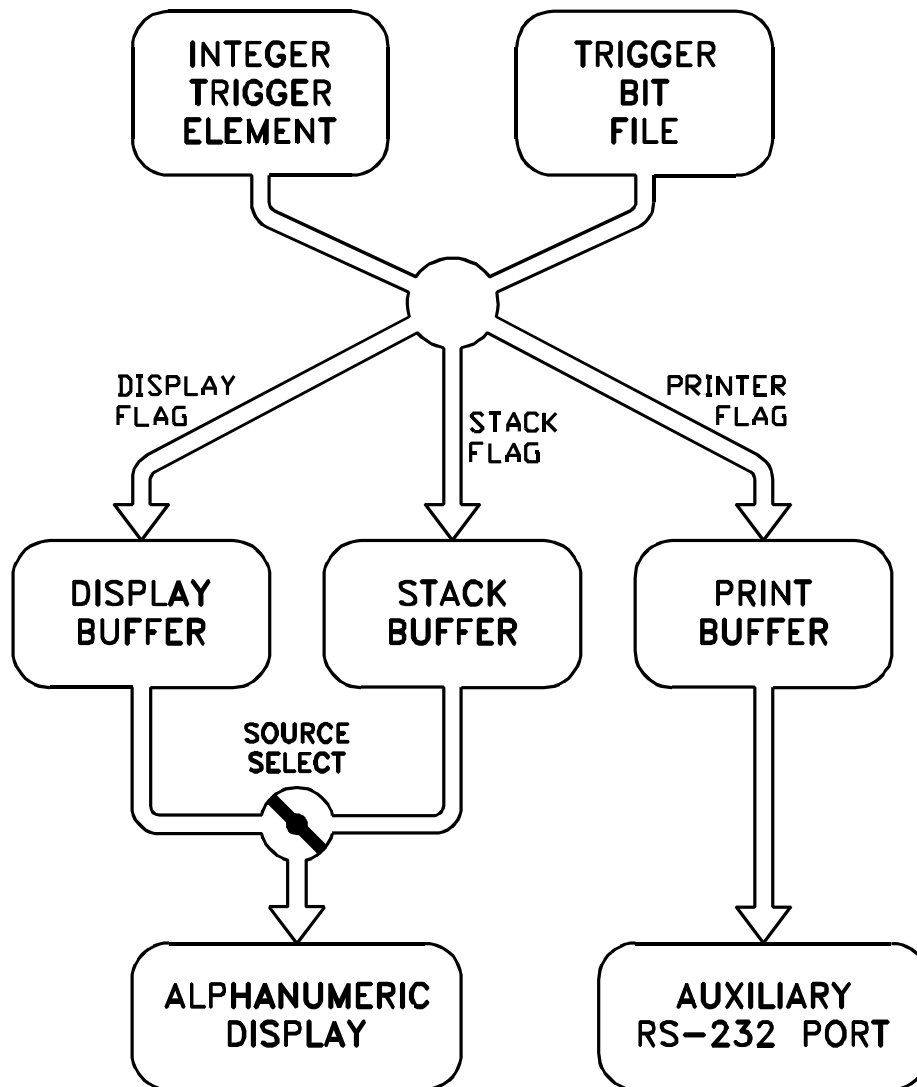 INTEGER
TRIGGER
ELEMENT
TRIGGER
BIT
FILE
DISPLAY
FLAG
STACK
FLAG
PRINTER
FLAG
DISPLAY
BUFFER
STACK
BUFFER
PRINT
BUFFER
SOURCE
SELECT
ALPHANUMERIC
DISPLAY
AUXILIARY
RS-232 PORT